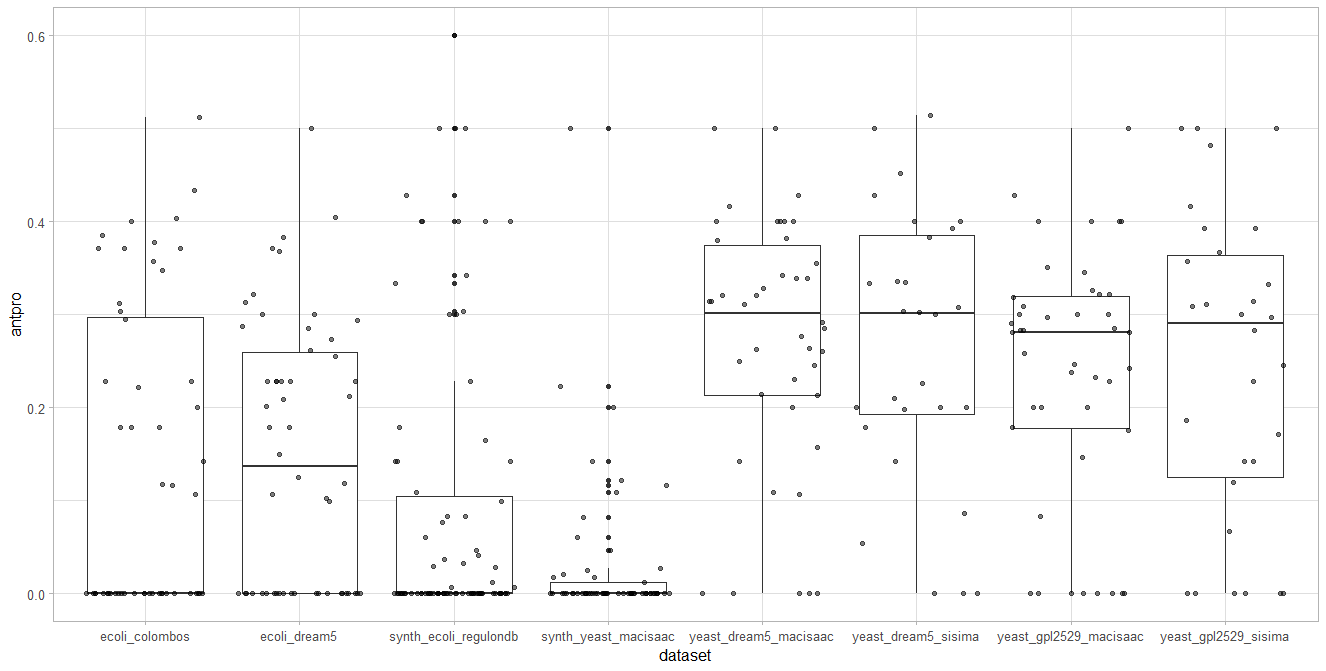 0.6
0.4
0.2
0.0
antpro
ecoli_colombos ecoli_dream5 synth_ecoli_regulondb synth_yeast_macisaac yeast_dream5_macisaac yeast_dream5_sisima yeast_gpl2529_macisaac yeast_gpl2529_sisima
dataset